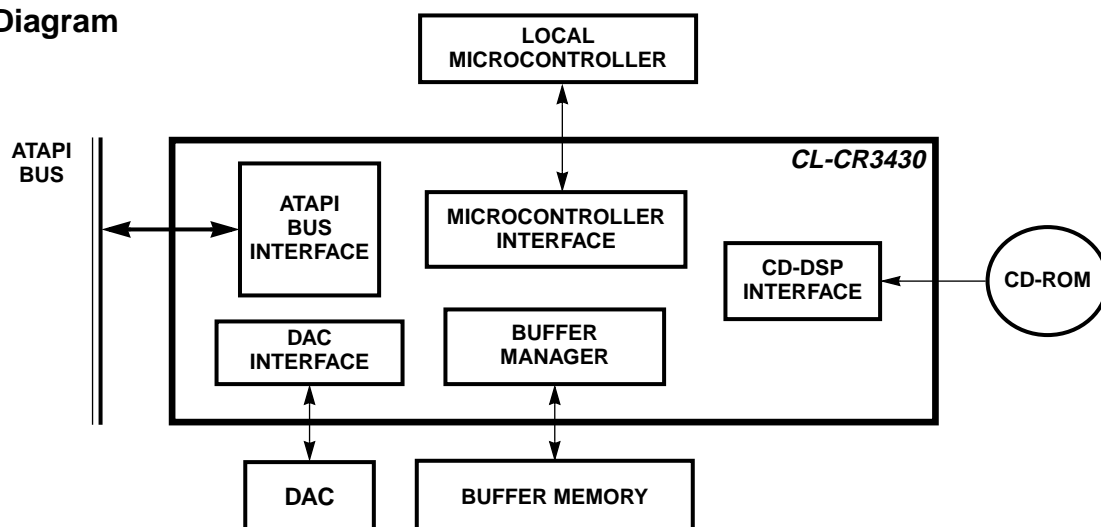 Diagram
LOCAL
MICROCONTROLLER
ATAPI
BUS
CL-CR3430
ATAPI
BUS
INTERFACE
MICROCONTROLLER
INTERFACE
CD-DSP
INTERFACE
CD-ROM
DAC
INTERFACE
BUFFER
MANAGER
DAC
BUFFER MEMORY